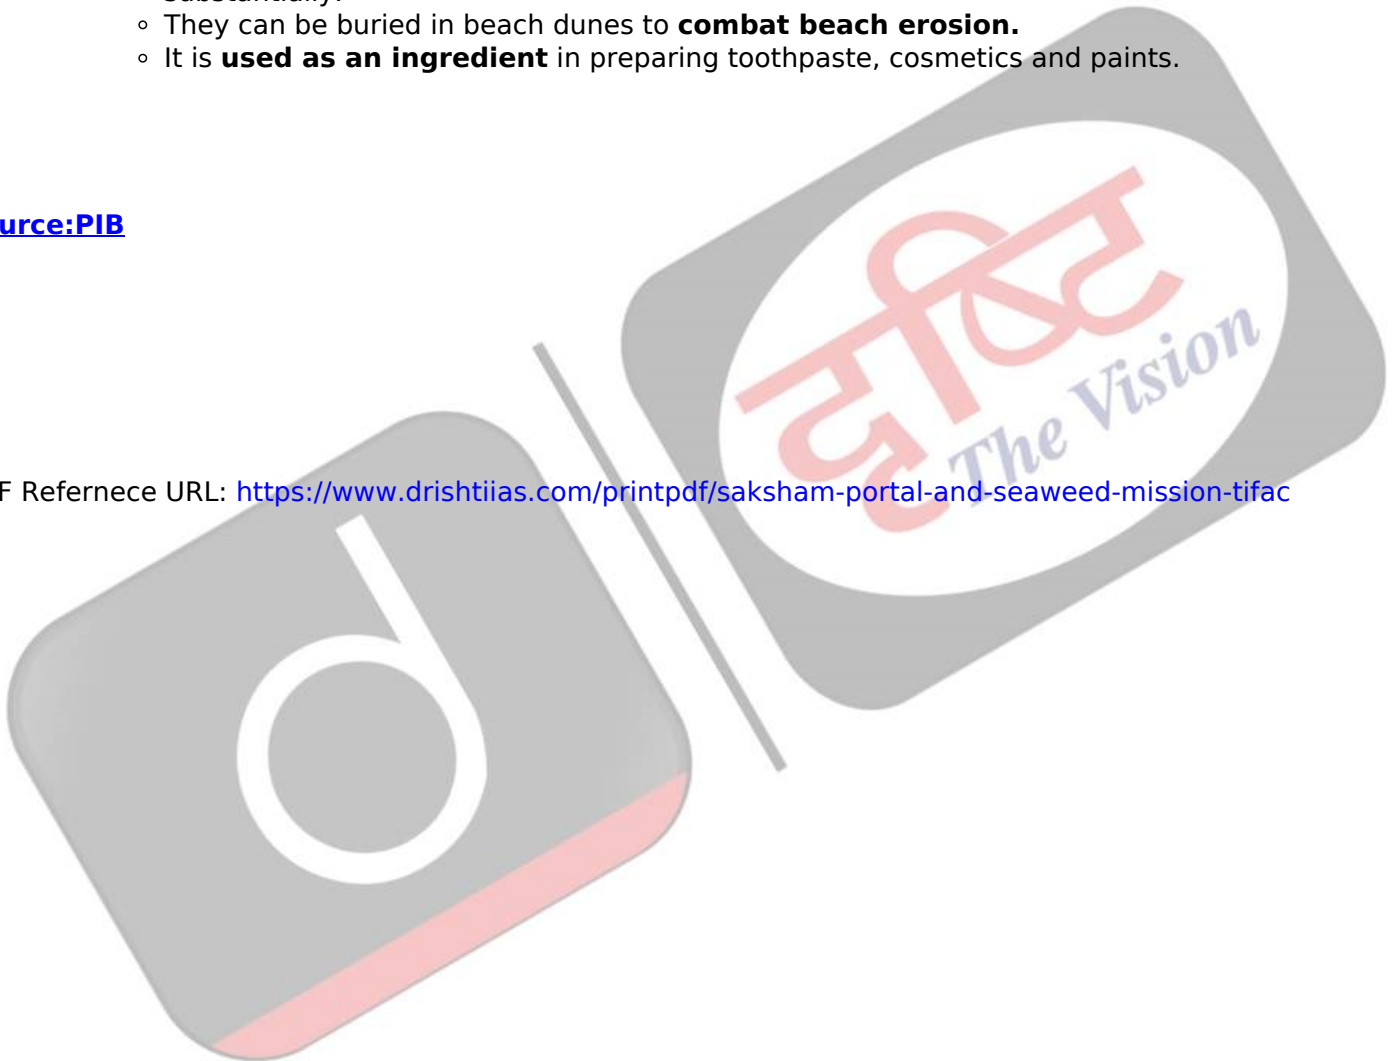 ◦ They can be buried in beach dunes to combat beach erosion.
◦ It is used as an ingredient in preparing toothpaste, cosmetics and paints.
urce:PIB
F Refernece URL: https://www.drishtiias.com/printpdf/saksham-portal-and-seaweed-mission-tifac
दृष्टि
The Vision
d